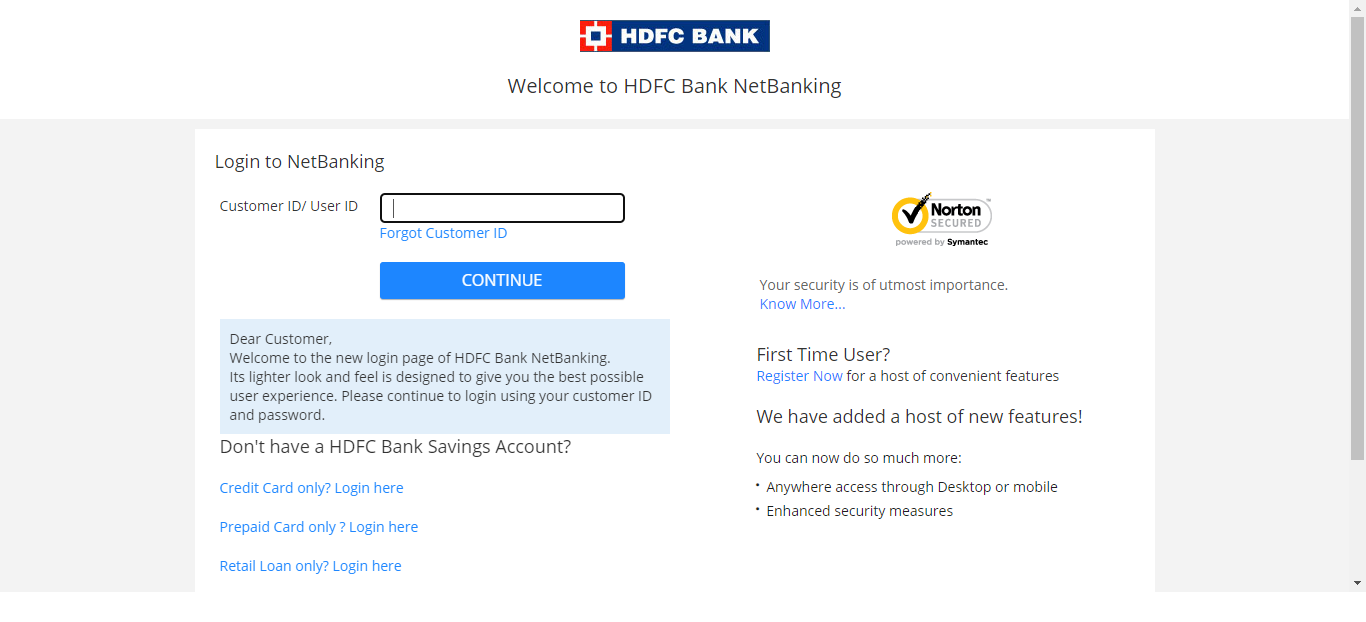 HDFC BANK
Welcome to HDFC Bank NetBanking
Login to NetBanking
Customer ID/ User ID
Forgot Customer ID
CONTINUE
Dear Customer,
Welcome to the new login page of HDFC Bank NetBanking.
Its lighter look and feel is designed to give you the best possible
user experience. Please continue to login using your customer ID
and password.
Don't have a HDFC Bank Savings Account?
Credit Card only? Login here
Prepaid Card only ? Login here
Retail Loan only? Login here
Norton™
SECURED
powered by Symantec
Your security is of utmost importance.
Know More...
First Time User?
Register Now for a host of convenient features
We have added a host of new features!
You can now do so much more:
• Anywhere access through Desktop or mobile
• Enhanced security measures